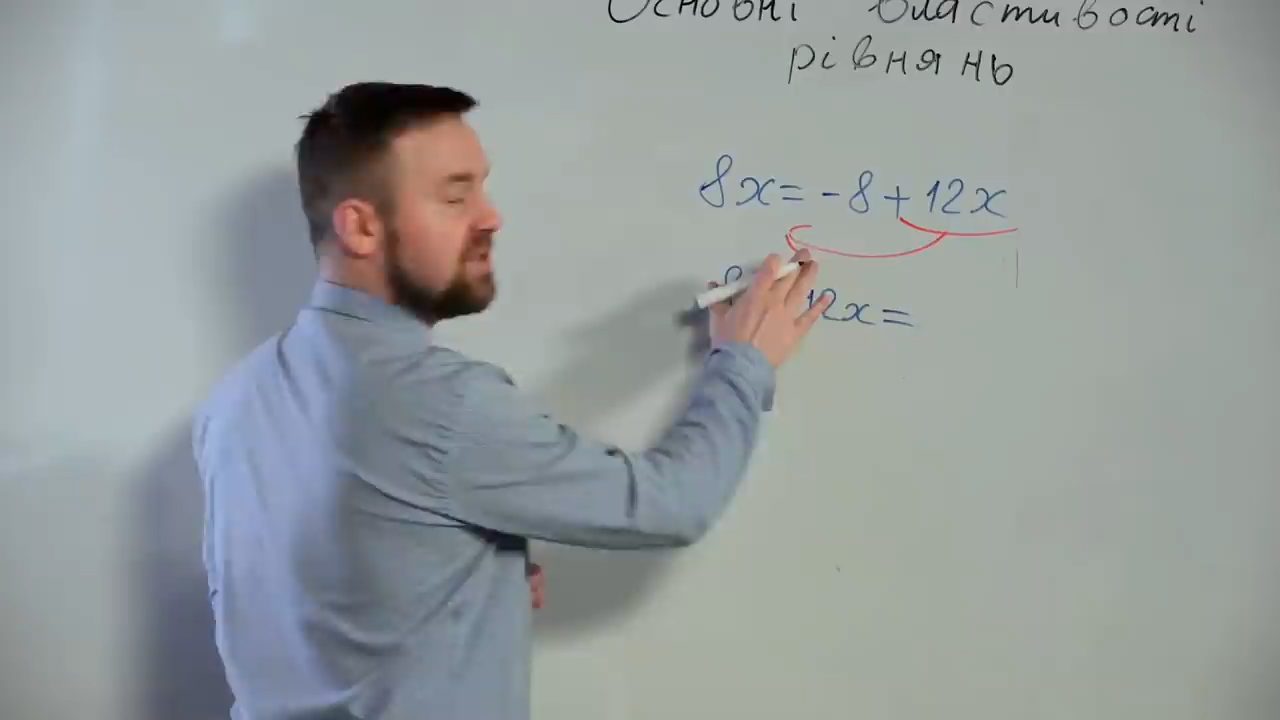 Основні властивості
рівнянь
8x = -8 + 12x
12x =